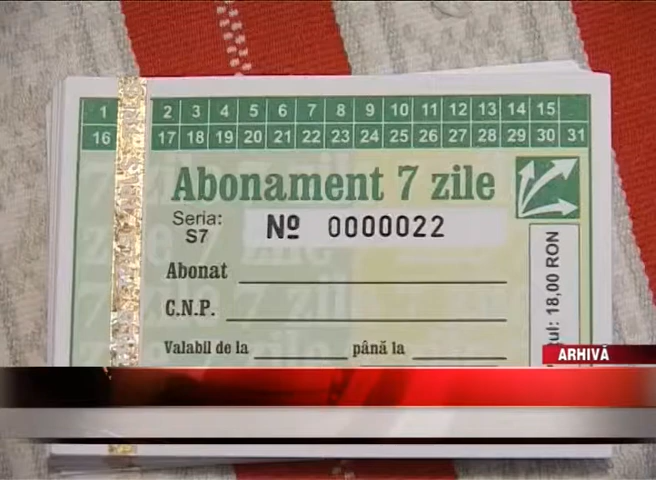 1 2 3 4 5 6 7 8 9 10 11 12 13 14 15
16 17 18 19 20 21 22 23 24 25 26 27 28 29 30 31
Abonament 7 zile
Seria:
S7
Nº 0000022
Abonat
C.N.P.
Valabil de la până la
18,00 RON
ARHIVĂ